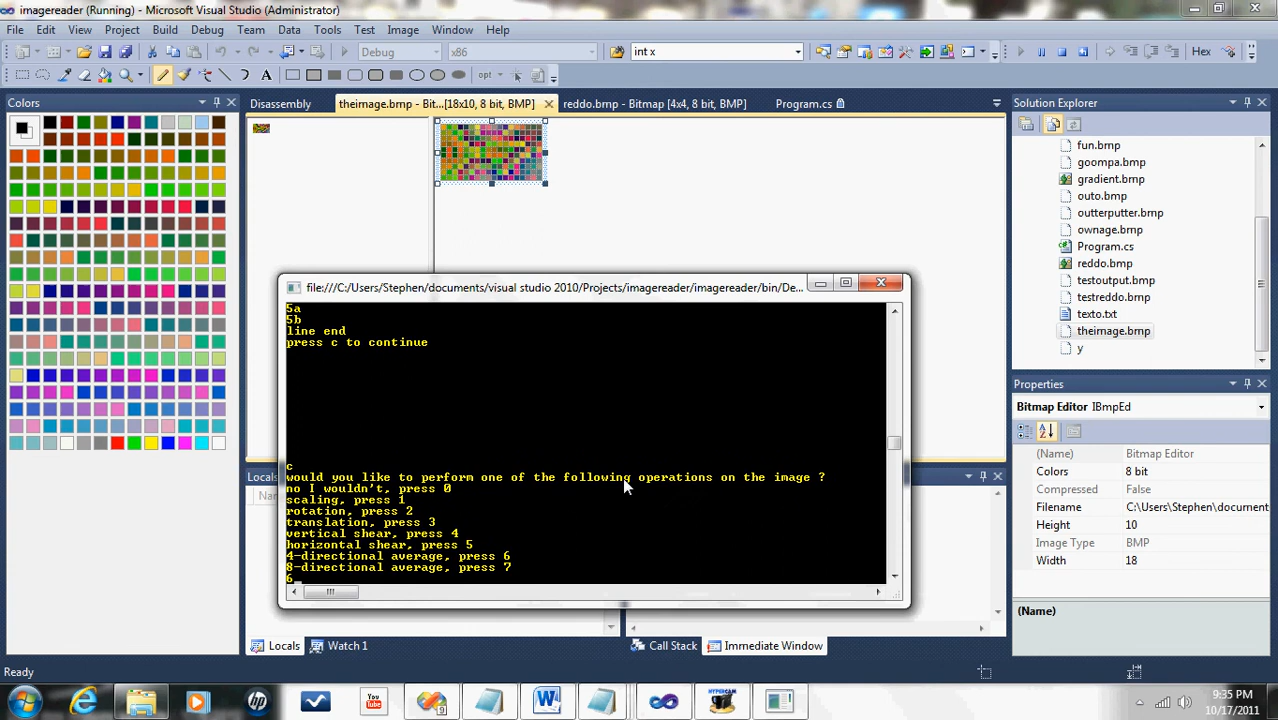 imagereader (Running) - Microsoft Visual Studio (Administrator)
File Edit View Project Build Debug Team Data Tools Test Image Window Help
Debug x86 int x Hex
A opt
Colors
Disassembly theimage.bmp - Bit...[18x10, 8 bit, BMP] reddo.bmp - Bitmap [4x4, 8 bit, BMP] Program.cs
Solution Explorer
fun.bmp
goompa.bmp
gradient.bmp
outo.bmp
outterputter.bmp
ownage.bmp
Program.cs
reddo.bmp
testoutput.bmp
testreddo.bmp
texto.txt
theimage.bmp
y
file:///C:/Users/Stephen/documents/visual studio 2010/Projects/imagereader/imagereader/bin/De...
5a
5b
line end
press c to continue
c
would you like to perform one of the following operations on the image ?
no I wouldn't, press 0
scaling, press 1
rotation, press 2
translation, press 3
vertical shear, press 4
horizontal shear, press 5
4-directional average, press 6
8-directional average, press 7
6
Properties
Bitmap Editor IBmpEd
(Name) Bitmap Editor
Colors 8 bit
Compressed False
Filename C:\Users\Stephen\document
Height 10
Image Type BMP
Width 18
(Name)
Locals
Locals Watch 1
Call Stack Immediate Window
Ready
hp
You
Tube
9
W
HYPERCAM
9:35 PM
10/17/2011